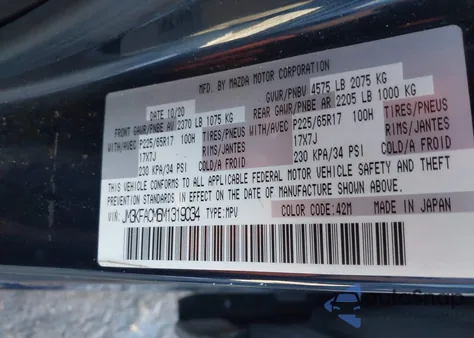 MFD. BY MAZDA MOTOR CORPORATION
DATE 10/20
GVWR/PNBV 4575 LB 2075 KG
FRONT GAWR/PNBE AV 2370 LB 1075 KG
REAR GAWR/PNBE AR 2205 LB 1000 KG
WITH/AVEC P225/65R17 100H TIRES/PNEUS
17X7J RIMS/JANTES
230 KPA/34 PSI COLD/A FROID
WITH/AVEC P225/65R17 100H TIRES/PNEUS
17X7J RIMS/JANTES
230 KPA/34 PSI COLD/A FROID
THIS VEHICLE CONFORMS TO ALL APPLICABLE FEDERAL MOTOR VEHICLE SAFETY AND THEFT PREVENTION
STANDARDS IN EFFECT ON THE DATE OF MANUFACTURE SHOWN ABOVE.
VIN: JM3KFACM6M1319034 TYPE: MPV
COLOR CODE: 42M MADE IN JAPAN
AutoSnap